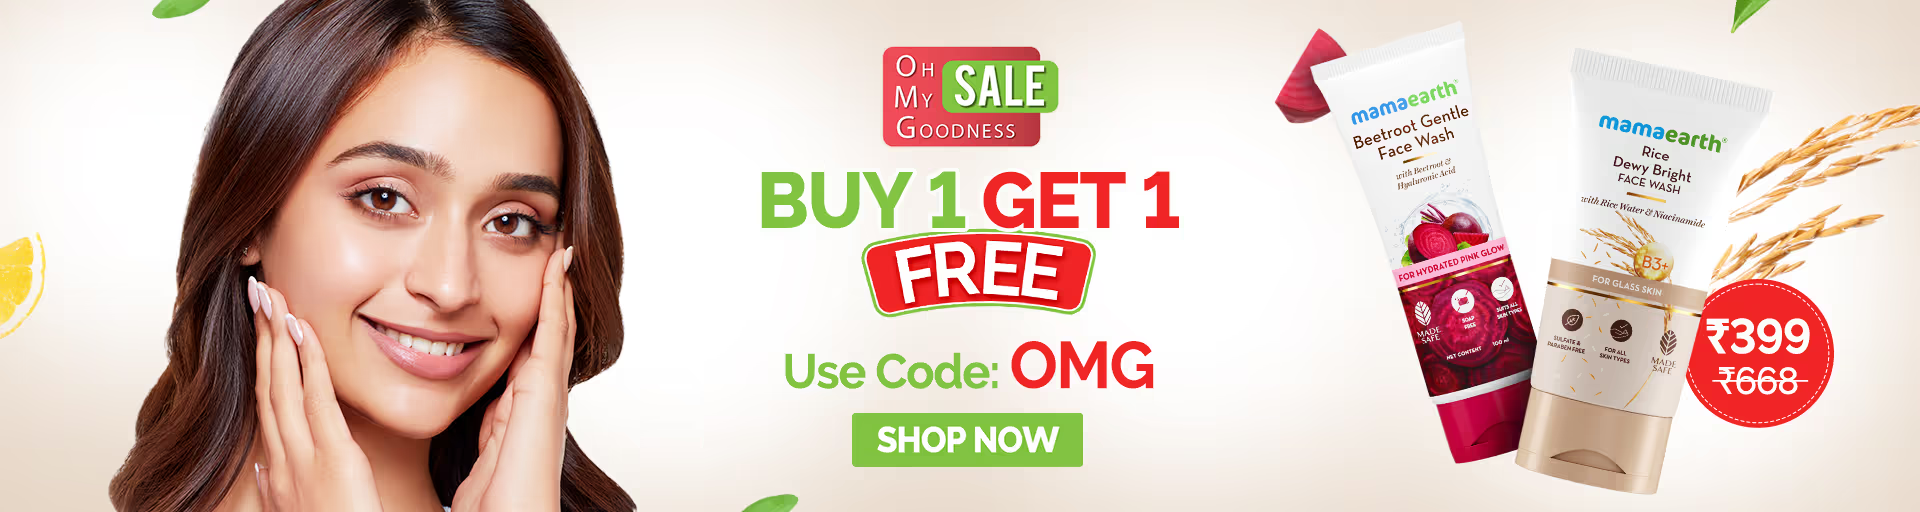 OH
MY SALE
GOODNESS
BUY 1 GET 1
FREE
Use Code: OMG
SHOP NOW
mamaearth®
Beetroot Gentle
Face Wash
with Beetroot &
Hyaluronic Acid
FOR HYDRATED PINK GLOW
MADE
SAFE
SOAP
FREE
SUITS ALL
SKIN TYPES
NET CONTENT 100 ml
mamaearth®
Rice
Dewy Bright
FACE WASH
with Rice Water & Niacinamide
B3+
FOR GLASS SKIN
SULFATE &
PARABEN FREE
FOR ALL
SKIN TYPES
MADE
SAFE
₹399
₹668